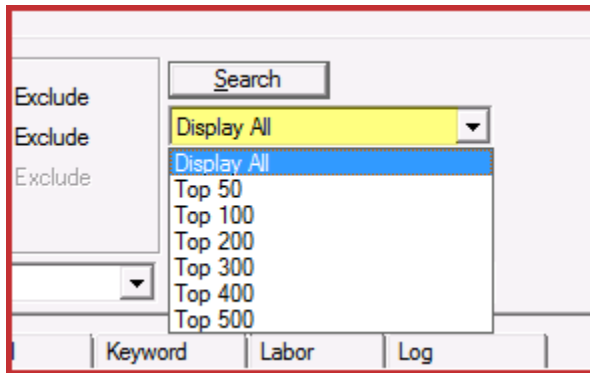 Search
Exclude
Display All
Exclude
Display All
Exclude
Top 50
Top 100
Top 200
Top 300
Top 400
Top 500
Keyword Labor Log